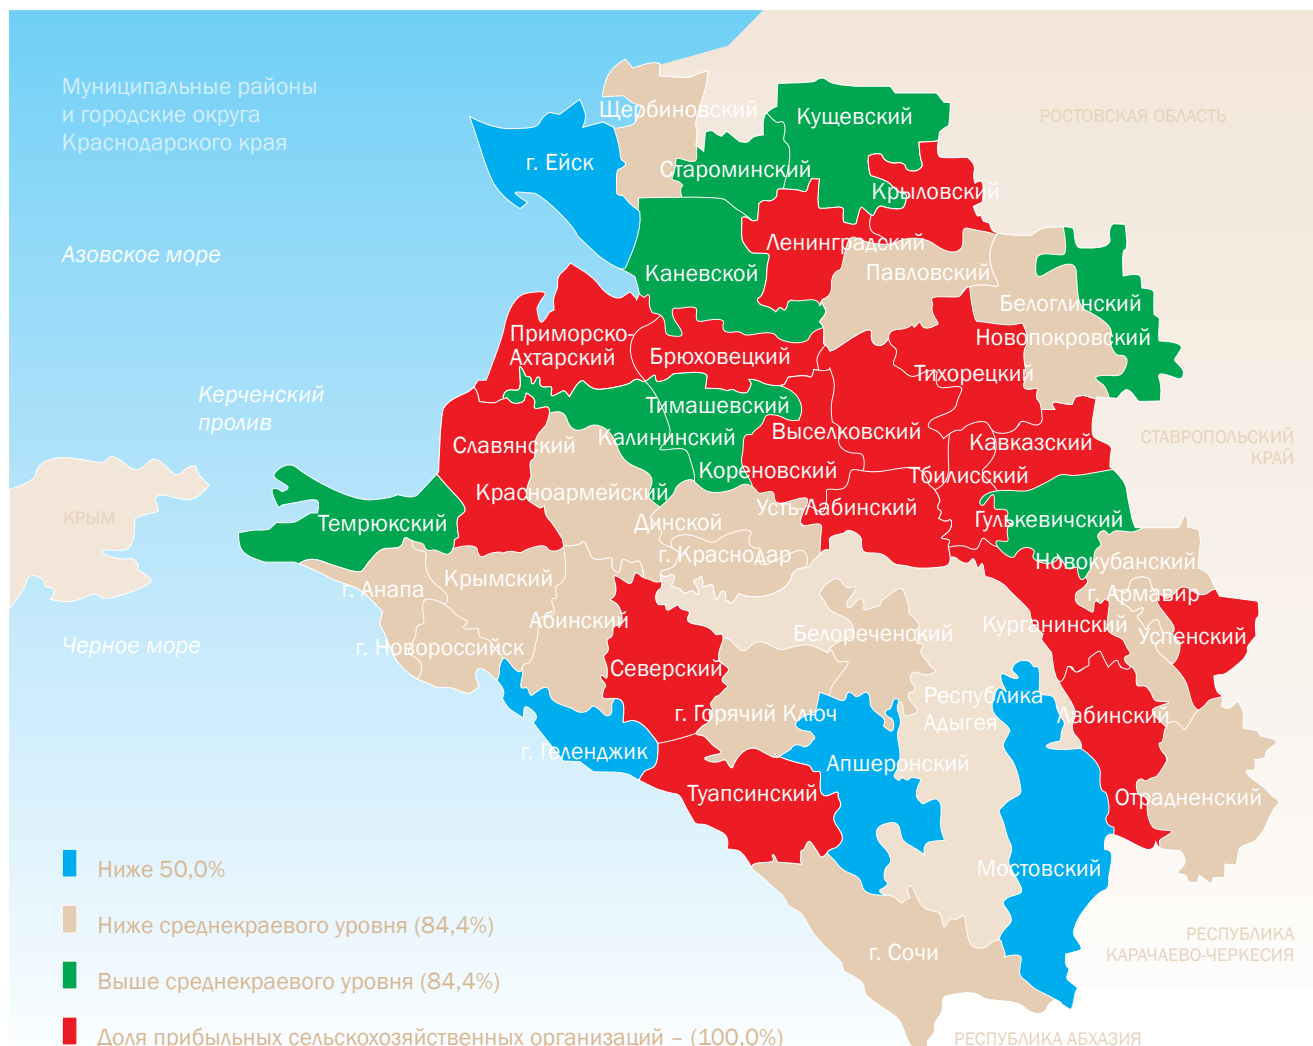 Муниципальные районы
и городские округа
Краснодарского края
РОСТОВСКАЯ ОБЛАСТЬ
Щербиновский
Кущевский
г. Ейск
Староминский
Крыловский
Азовское море
Ленинградский
Каневской
Павловский
Белоглинский
Приморско-
Ахтарский
Новопокровский
Брюховецкий
Тихорецкий
Керченский
пролив
Тимашевский
Славянский
Калининский
Выселковский
Кавказский
СТАВРОПОЛЬСКИЙ
КРАЙ
Кореновский
Тбилисский
Красноармейский
Усть-Лабинский
КРЫМ
Темрюкский
Динской
Гулькевичский
г. Краснодар
Новокубанский
г. Анапа
Крымский
г. Армавир
Абинский
Белореченский
Курганинский
Успенский
Черное море
г. Новороссийск
Северский
Республика
Адыгея
г. Горячий Ключ
Лабинский
г. Геленджик
Апшеронский
Туапсинский
Отрадненский
Мостовский
г. Сочи
РЕСПУБЛИКА
КАРАЧАЕВО-ЧЕРКЕСИЯ
РЕСПУБЛИКА АБХАЗИЯ
Ниже 50,0%
Ниже среднекраевого уровня (84,4%)
Выше среднекраевого уровня (84,4%)
Доля прибыльных сельскохозяйственных организаций – (100,0%)